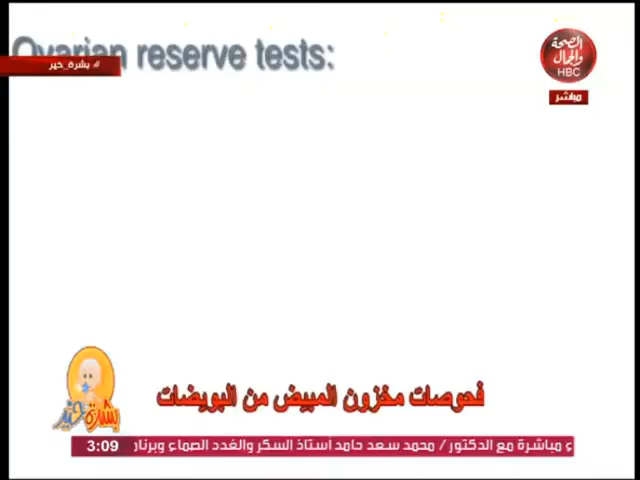 Ovarian reserve tests:
#بشرة_خير
الصحة
والجمال
HBC
مباشر
فحوصات مخزون المبيض من البويضات
بشرة خير
ء مباشرة مع الدكتور / محمد سعد حامد استاذ السكر والغدد الصماء وبرنا
3:09